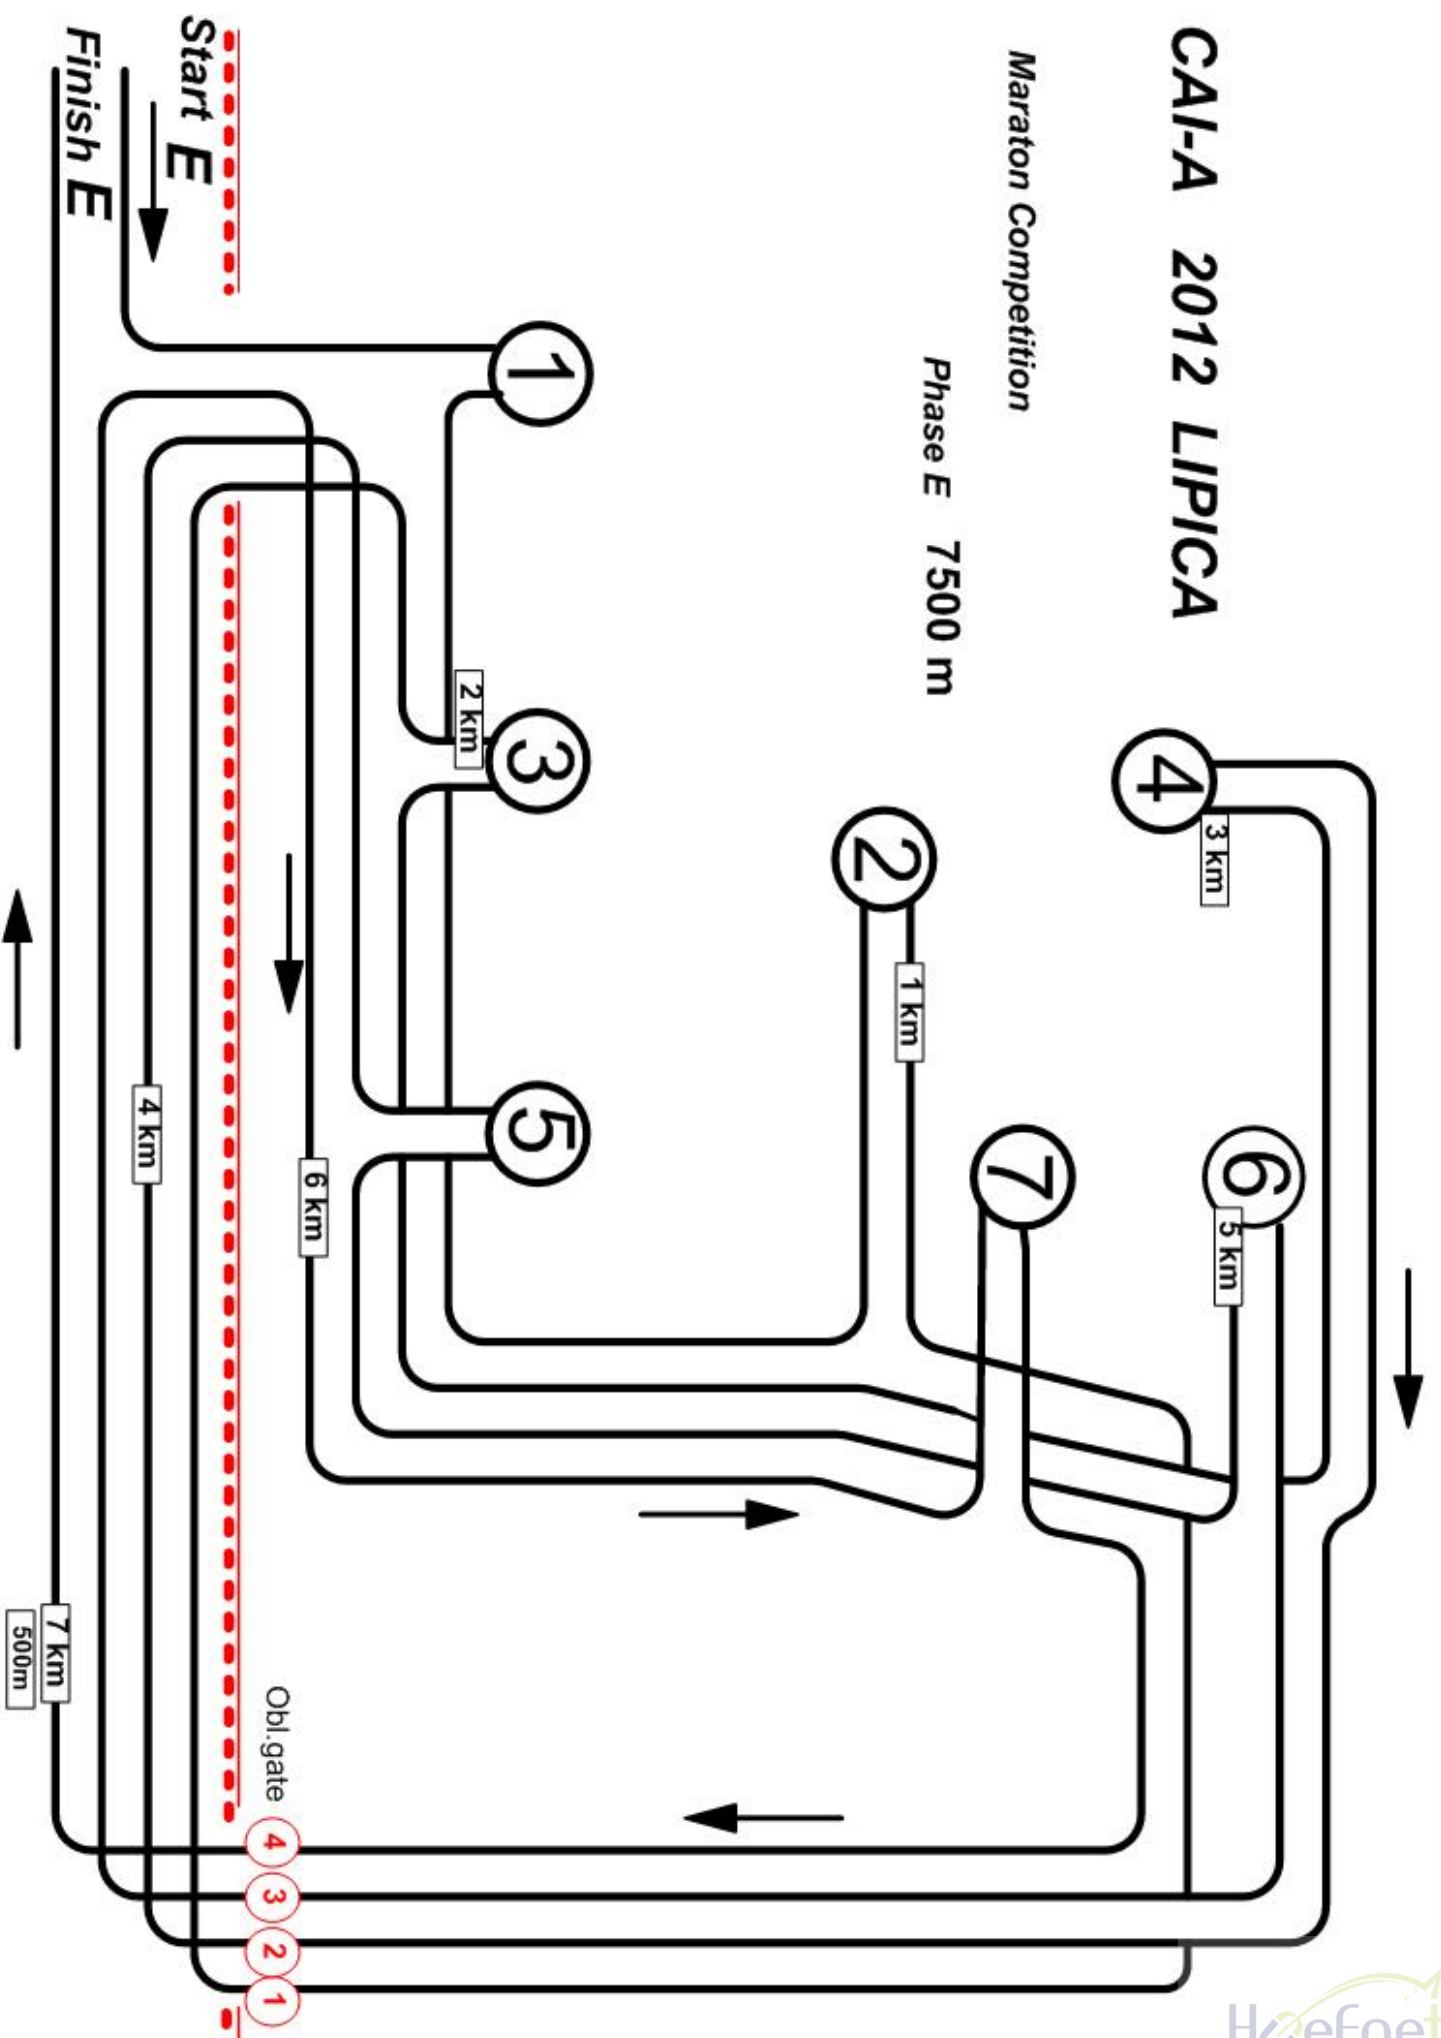 CAI-A 2012 LIPICA
Maraton Competition
Phase E 7500 m
4
3 km
6
5 km
7
2
1 km
1
3
2 km
5
6 km
Obl.gate
4
3
2
1
Start E
Finish E
4 km
7 km
500m